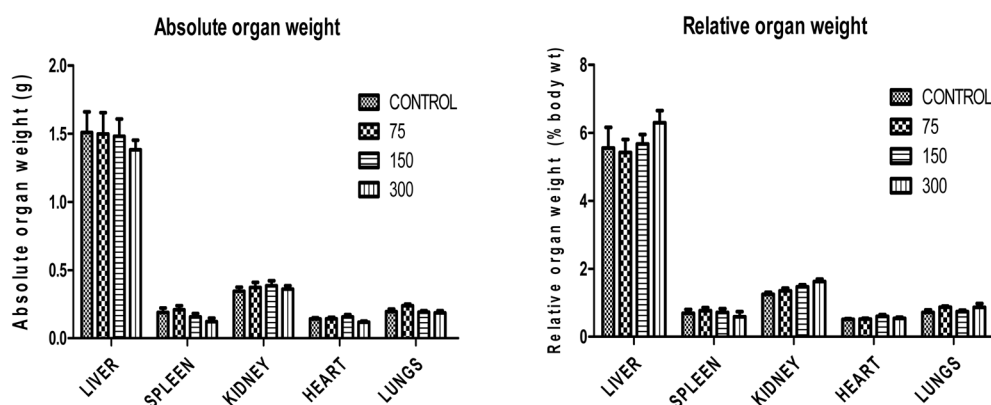 Absolute organ weight
Absolute organ weight (g)
2.0
1.5
1.0
0.5
0.0
CONTROL
75
150
300
LIVER
SPLEEN
KIDNEY
HEART
LUNGS
Relative organ weight
Relative organ weight (% body wt)
8
6
4
2
0
CONTROL
75
150
300
LIVER
SPLEEN
KIDNEY
HEART
LUNGS